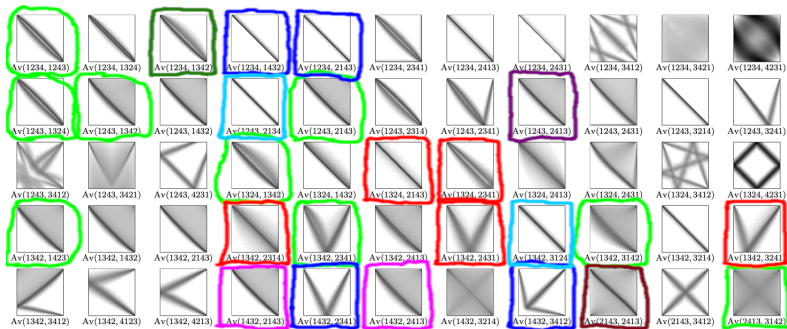 Av(1234, 1243) Av(1234, 1324) Av(1234, 1342) Av(1234, 1432) Av(1234, 2143) Av(1234, 2341) Av(1234, 2413) Av(1234, 2431) Av(1234, 3412) Av(1234, 3421) Av(1234, 4231)
Av(1243, 1324) Av(1243, 1342) Av(1243, 1432) Av(1243, 2134) Av(1243, 2143) Av(1243, 2314) Av(1243, 2341) Av(1243, 2413) Av(1243, 2431) Av(1243, 3214) Av(1243, 3241)
Av(1243, 3412) Av(1243, 3421) Av(1243, 4231) Av(1324, 1342) Av(1324, 1432) Av(1324, 2143) Av(1324, 2341) Av(1324, 2413) Av(1324, 2431) Av(1324, 3412) Av(1324, 4231)
Av(1342, 1423) Av(1342, 1432) Av(1342, 2143) Av(1342, 2314) Av(1342, 2341) Av(1342, 2413) Av(1342, 2431) Av(1342, 3124) Av(1342, 3142) Av(1342, 3214) Av(1342, 3241)
Av(1342, 3412) Av(1342, 4123) Av(1342, 4213) Av(1432, 2143) Av(1432, 2341) Av(1432, 2413) Av(1432, 3214) Av(1432, 3412) Av(2143, 2413) Av(2143, 3412) Av(2413, 3142)